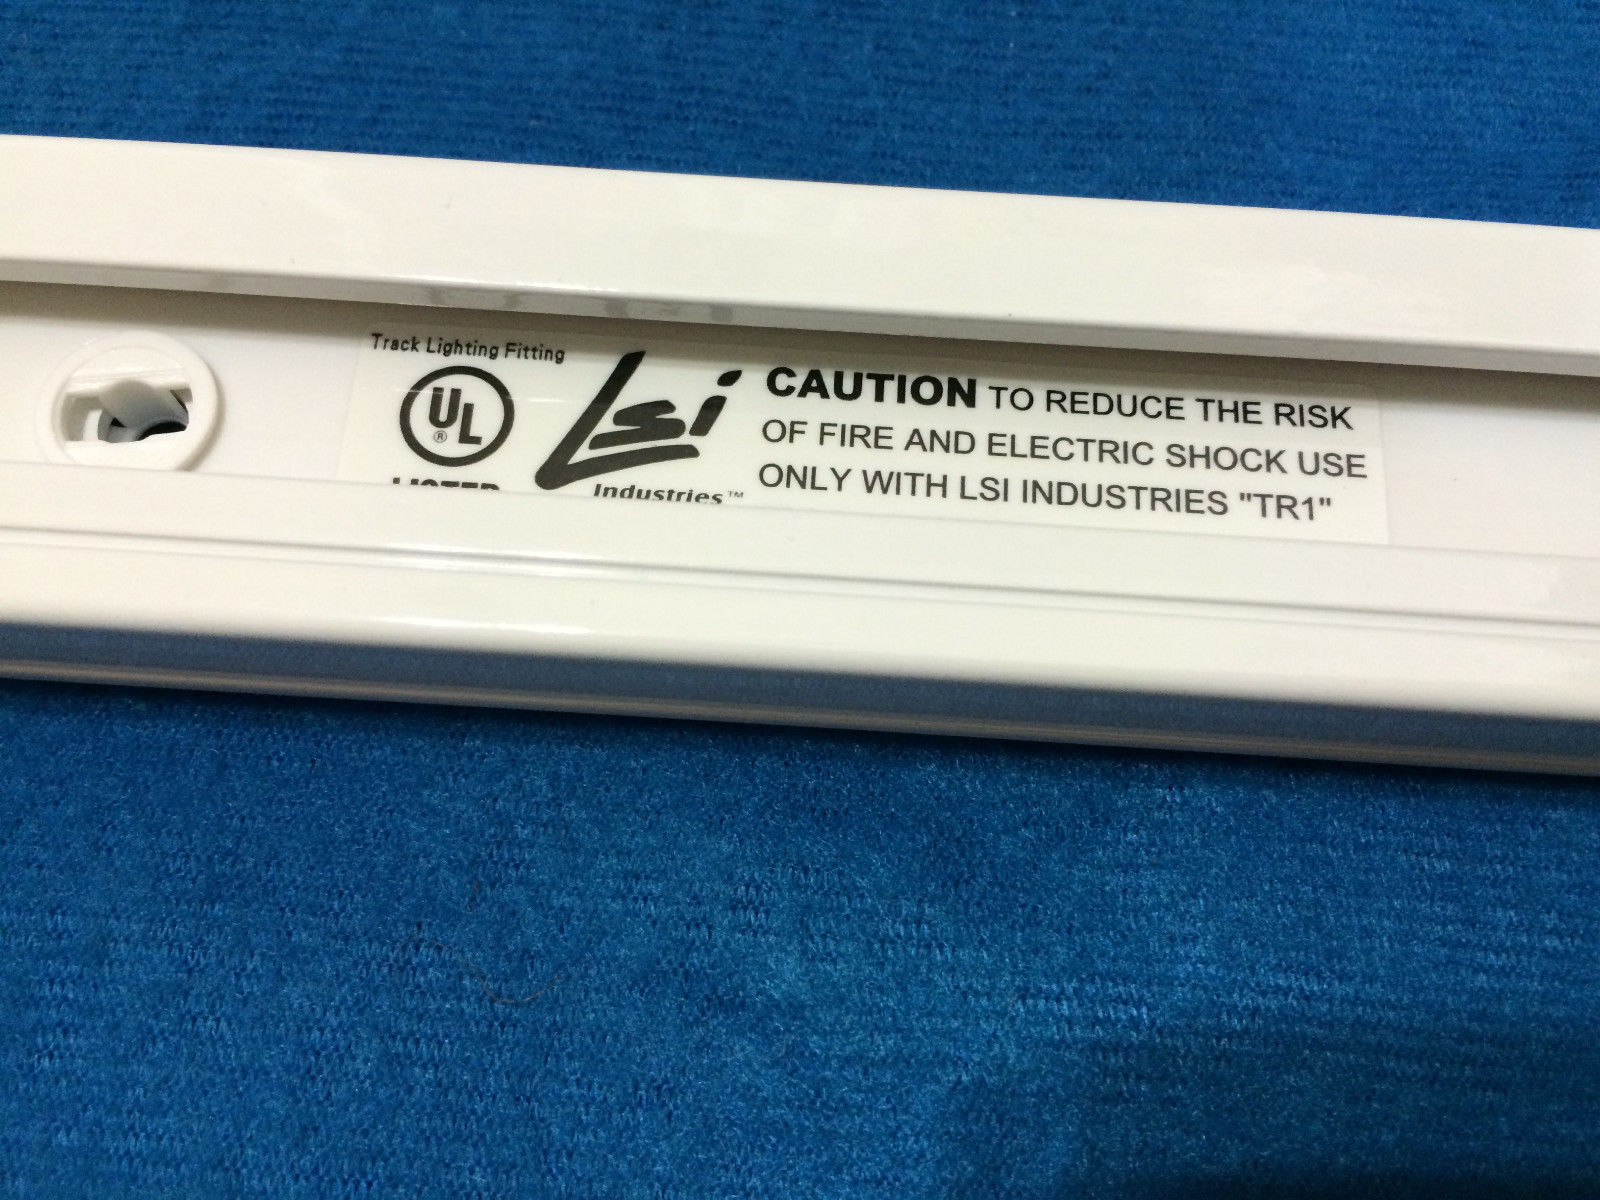 Track Lighting Fitting
UL
®
LISTED
LSI
Industries™
CAUTION TO REDUCE THE RISK
OF FIRE AND ELECTRIC SHOCK USE
ONLY WITH LSI INDUSTRIES "TR1"